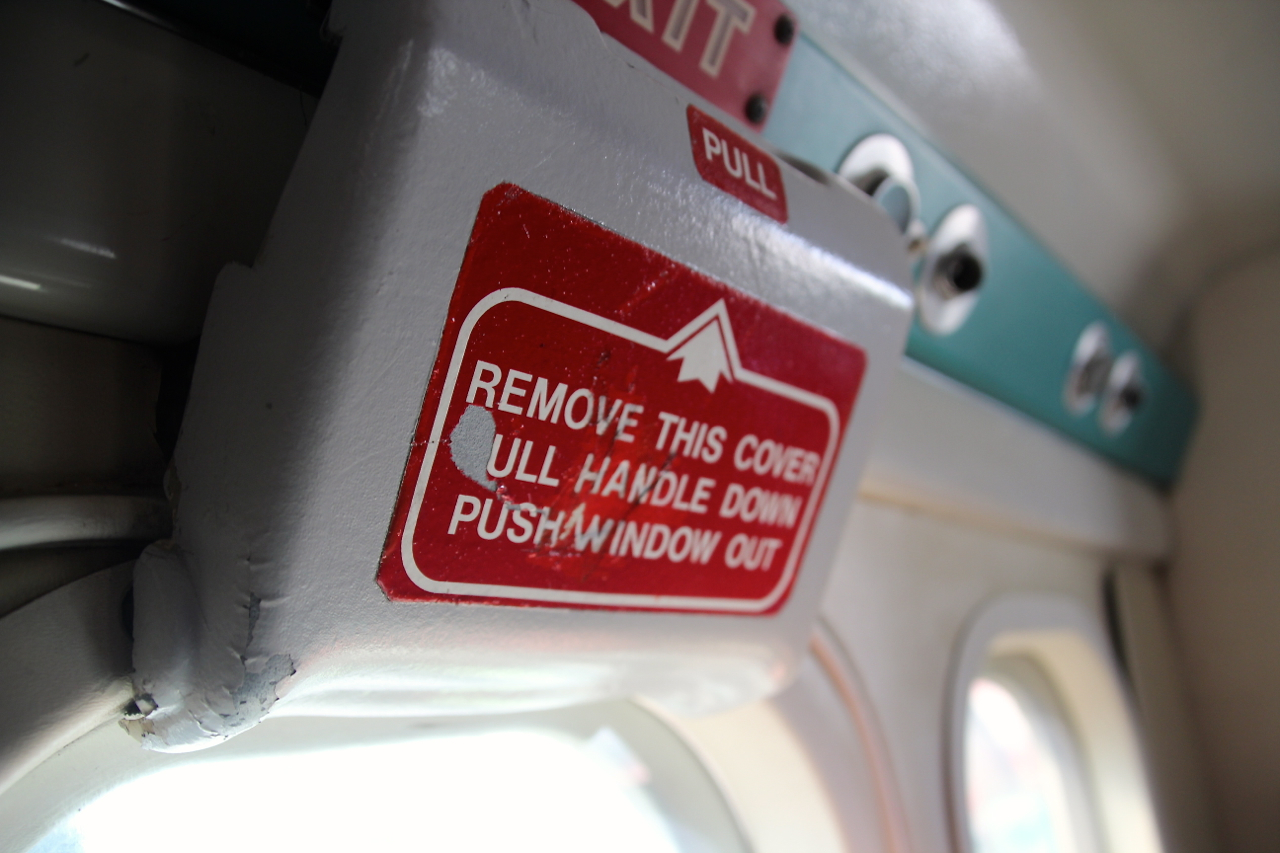 XIT
PULL
REMOVE THIS COVER
ULL HANDLE DOWN
PUSH WINDOW OUT